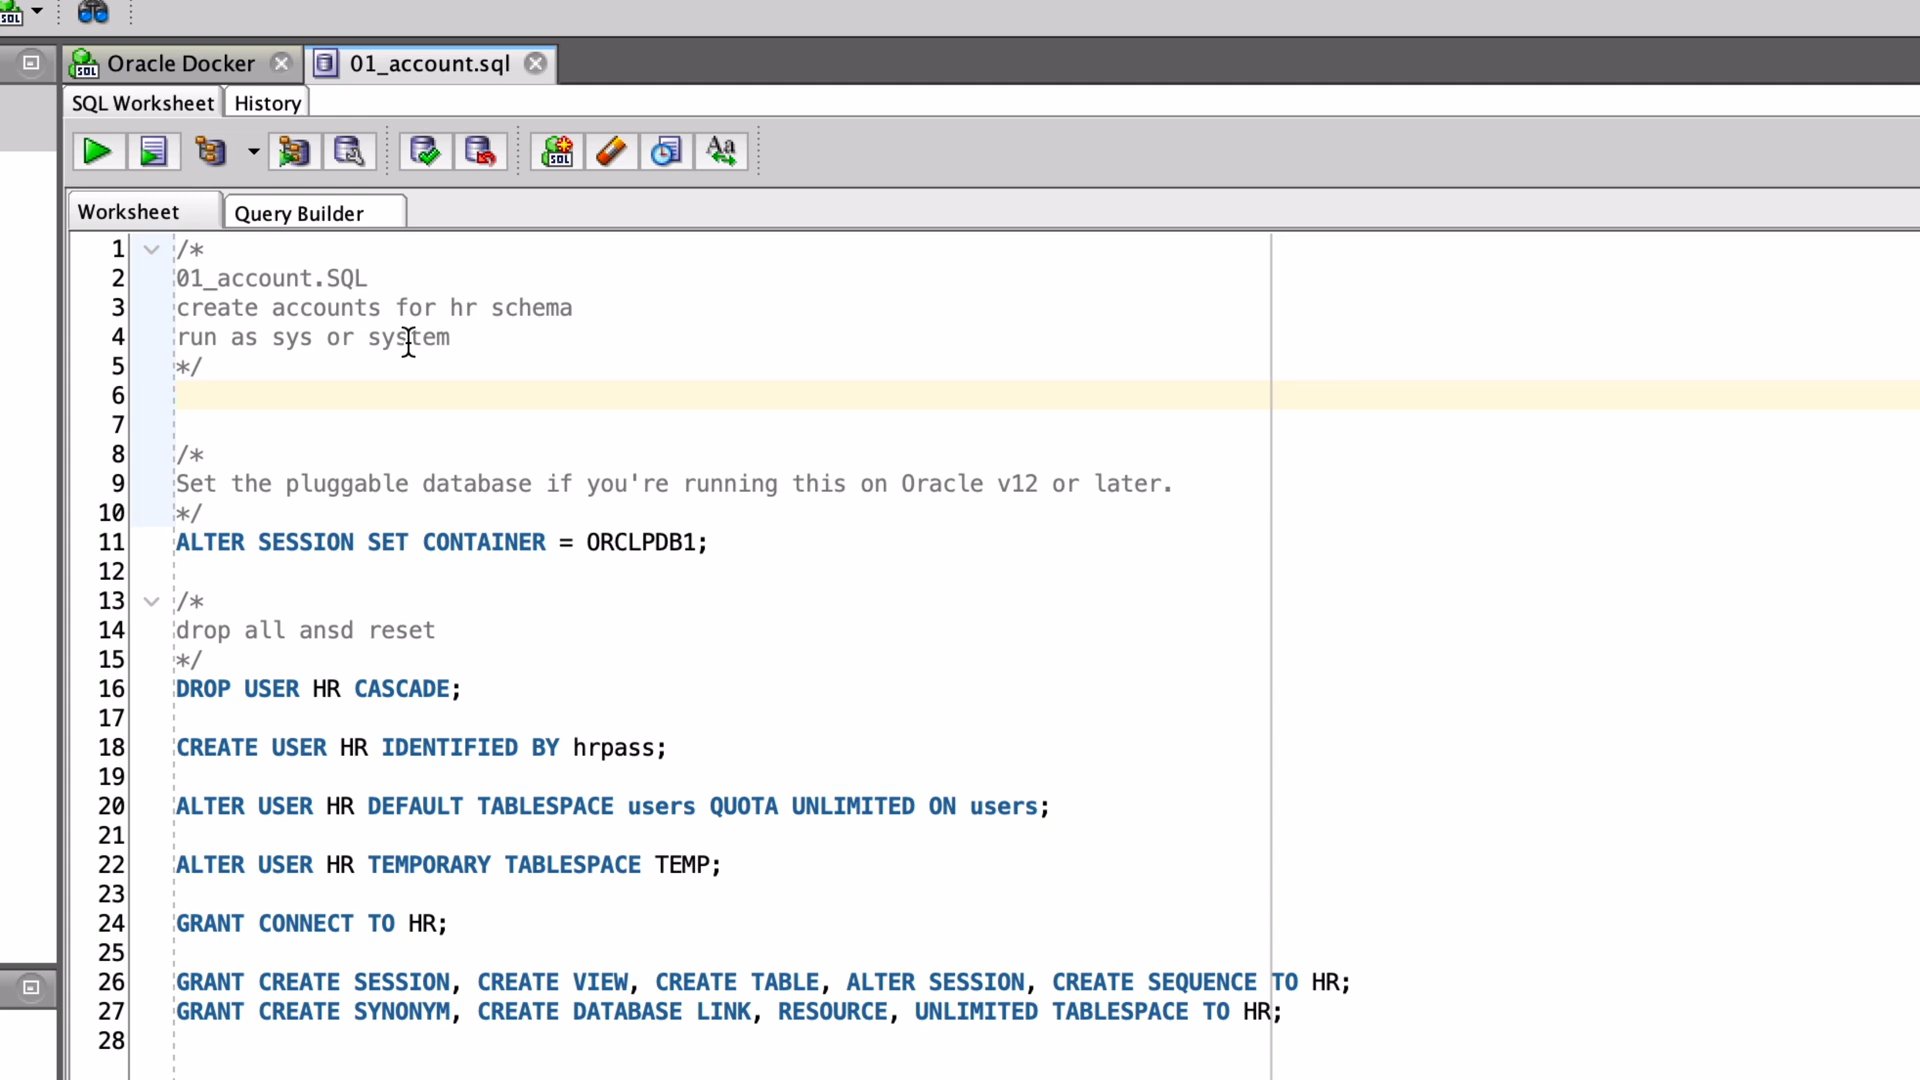 SQL
SQL Oracle Docker 01_account.sql
SQL Worksheet History
SQL Aa
Worksheet Query Builder
1 /*
2 01_account.SQL
3 create accounts for hr schema
4 run as sys or system
5 */
6
7
8 /*
9 Set the pluggable database if you're running this on Oracle v12 or later.
10 */
11 ALTER SESSION SET CONTAINER = ORCLPDB1;
12
13 /*
14 drop all ansd reset
15 */
16 DROP USER HR CASCADE;
17
18 CREATE USER HR IDENTIFIED BY hrpass;
19
20 ALTER USER HR DEFAULT TABLESPACE users QUOTA UNLIMITED ON users;
21
22 ALTER USER HR TEMPORARY TABLESPACE TEMP;
23
24 GRANT CONNECT TO HR;
25
26 GRANT CREATE SESSION, CREATE VIEW, CREATE TABLE, ALTER SESSION, CREATE SEQUENCE TO HR;
27 GRANT CREATE SYNONYM, CREATE DATABASE LINK, RESOURCE, UNLIMITED TABLESPACE TO HR;
28